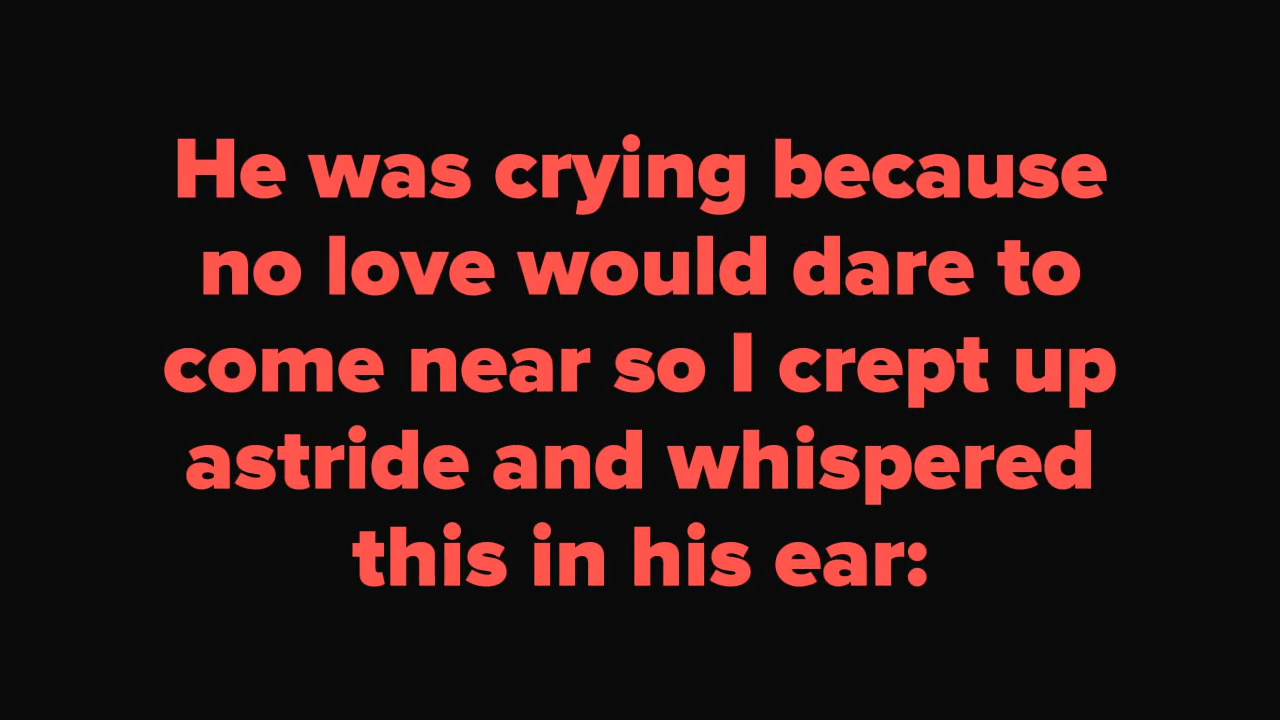 He was crying because
no love would dare to
come near so I crept up
astride and whispered
this in his ear: